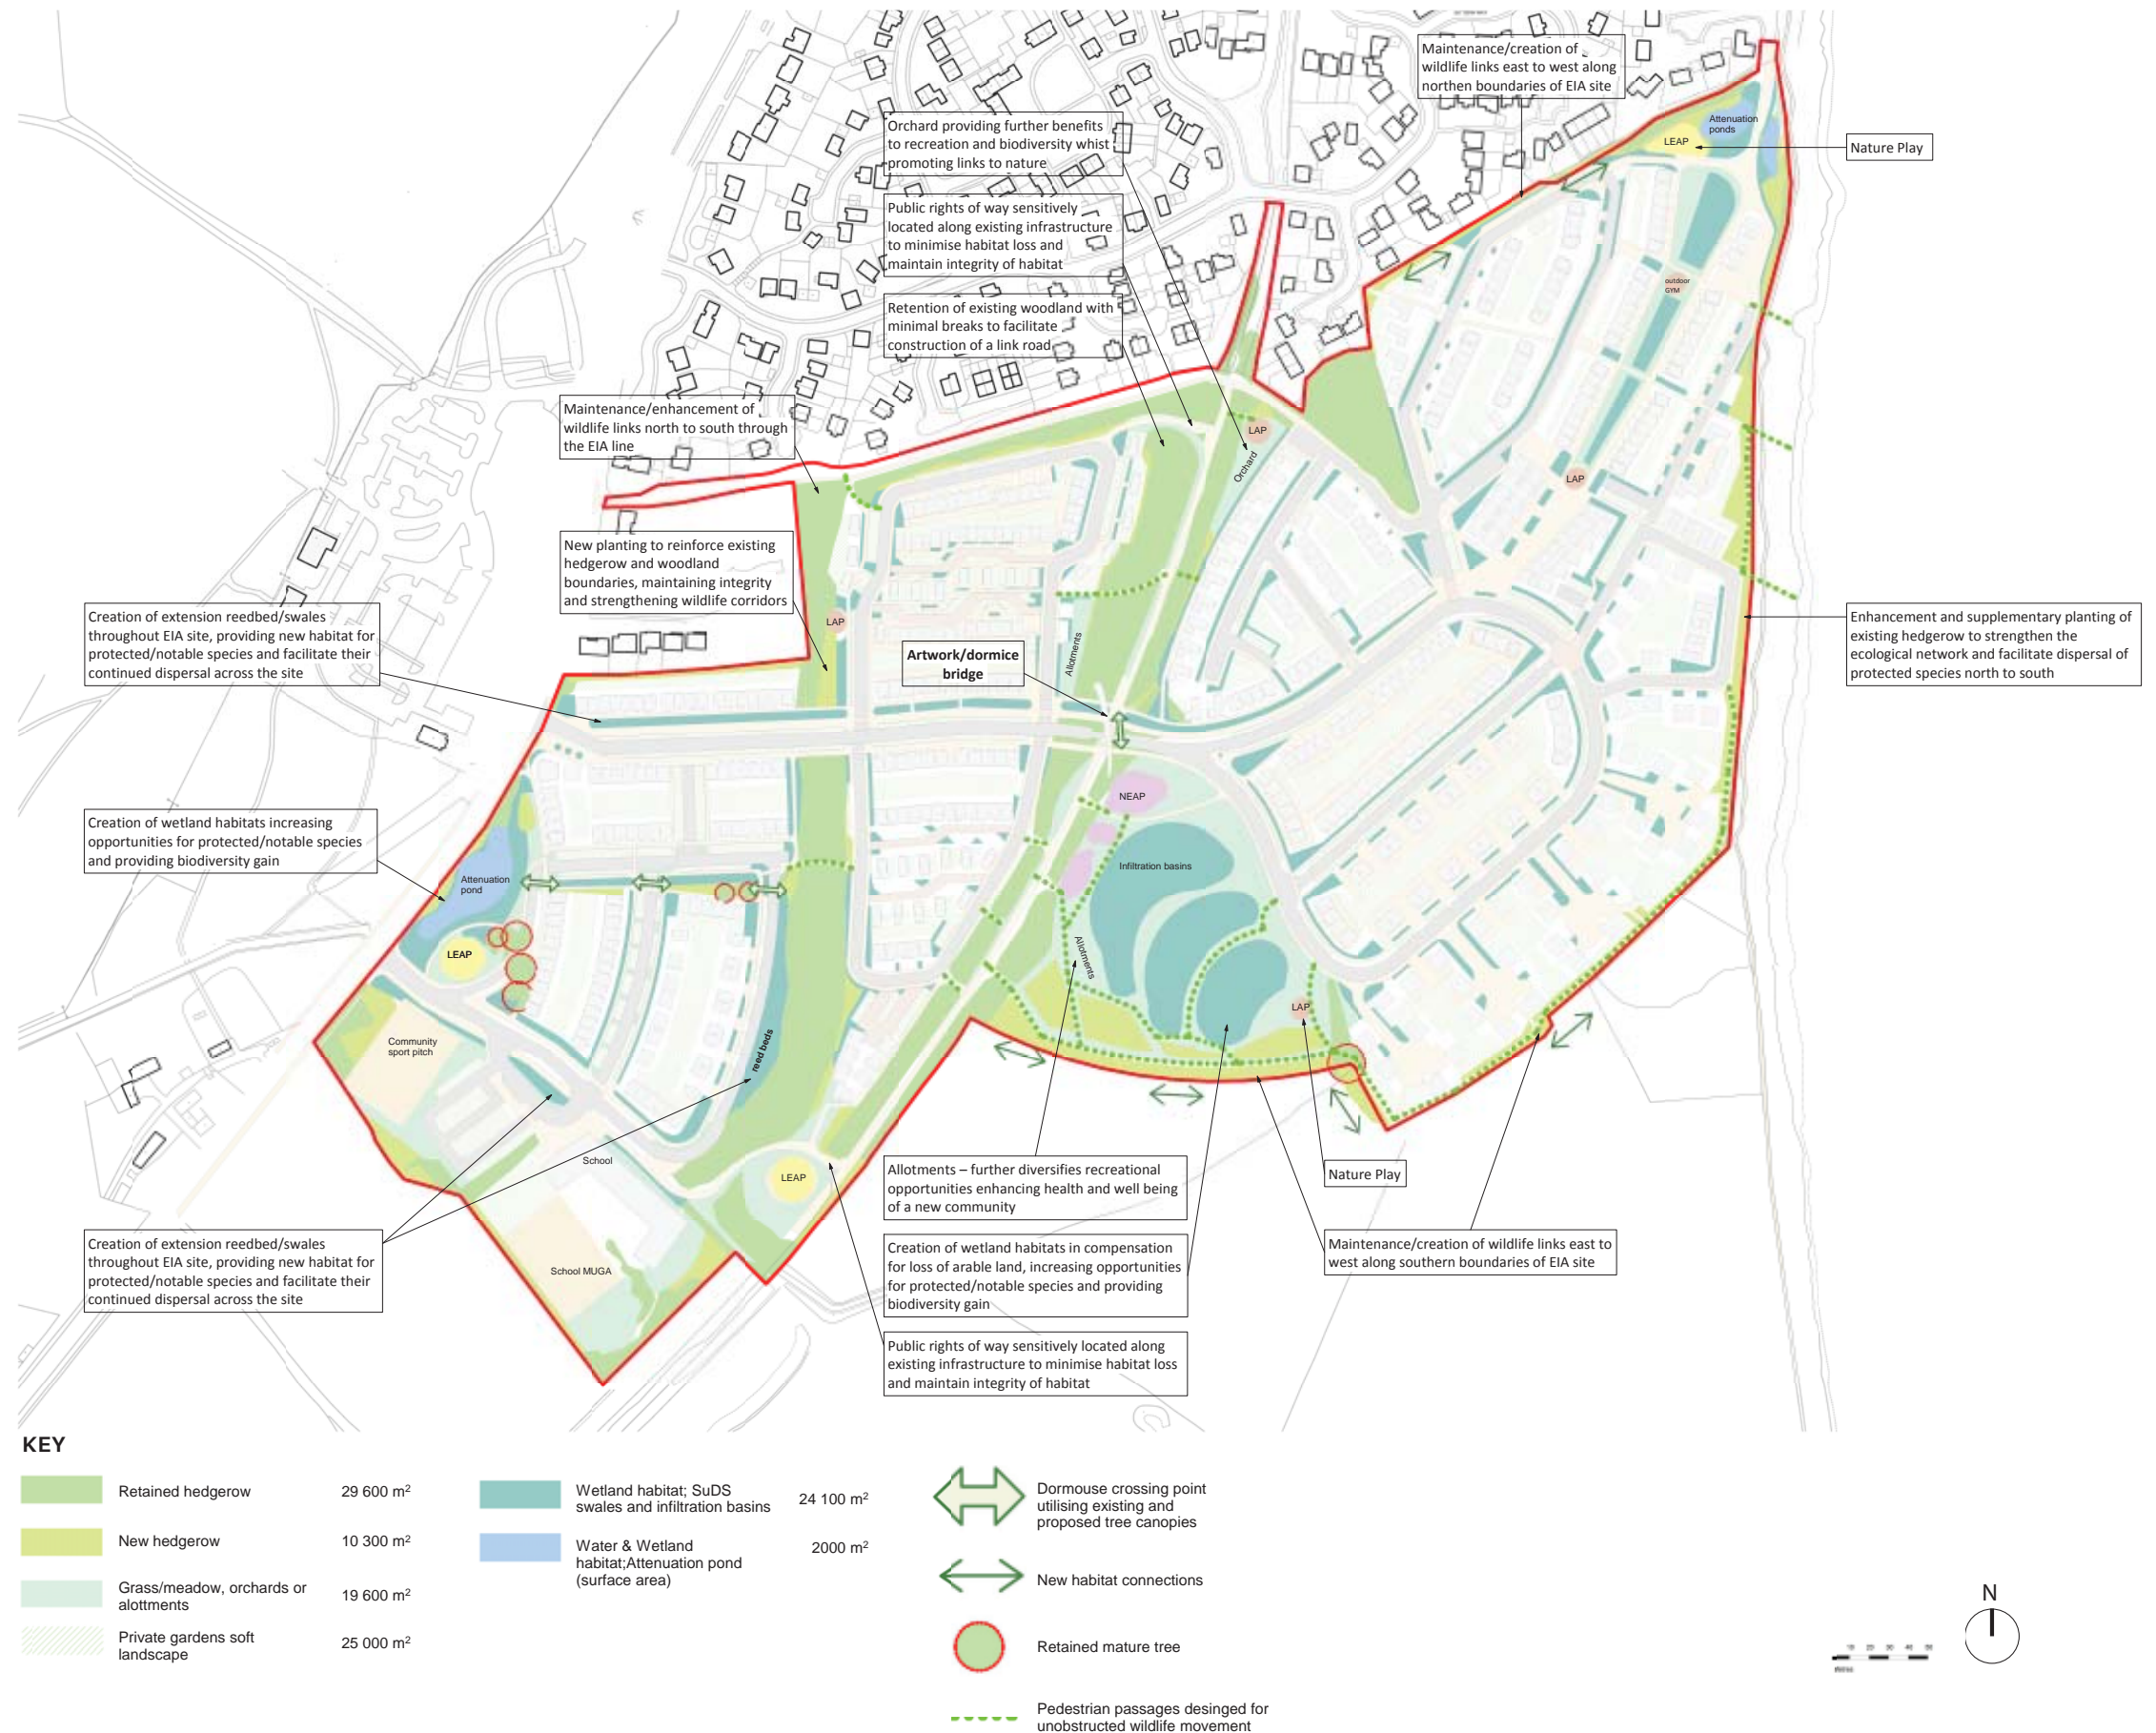 Maintenance/creation of
wildlife links east to west along
northen boundaries of EIA site
Attenuation
ponds
LEAP
Nature Play
Orchard providing further benefits
to recreation and biodiversity whist
promoting links to nature
Public rights of way sensitively
located along existing infrastructure
to minimise habitat loss and
maintain integrity of habitat
outdoor
GYM
Retention of existing woodland with
minimal breaks to facilitate
construction of a link road
Maintenance/enhancement of
wildlife links north to south through
the EIA line
LAP
Orchard
LAP
New planting to reinforce existing
hedgerow and woodland
boundaries, maintaining integrity
and strengthening wildlife corridors
LAP
Creation of extension reedbed/swales
throughout EIA site, providing new habitat for
protected/notable species and facilitate their
continued dispersal across the site
Artwork/dormice
bridge
Allotments
Enhancement and supplementary planting of
existing hedgerow to strengthen the
ecological network and facilitate dispersal of
protected species north to south
NEAP
Creation of wetland habitats increasing
opportunities for protected/notable species
and providing biodiversity gain
Infiltration basins
Attenuation
pond
LEAP
Allotments
LAP
Community
sport pitch
reed beds
School
LEAP
Allotments – further diversifies recreational
opportunities enhancing health and well being
of a new community
Nature Play
Creation of extension reedbed/swales
throughout EIA site, providing new habitat for
protected/notable species and facilitate their
continued dispersal across the site
School MUGA
Creation of wetland habitats in compensation
for loss of arable land, increasing opportunities
for protected/notable species and providing
biodiversity gain
Maintenance/creation of wildlife links east to
west along southern boundaries of EIA site
Public rights of way sensitively located along
existing infrastructure to minimise habitat loss
and maintain integrity of habitat
KEY
Retained hedgerow 29 600 m²
New hedgerow 10 300 m²
Grass/meadow, orchards or
alottments 19 600 m²
Private gardens soft
landscape 25 000 m²
Wetland habitat; SuDS
swales and infiltration basins 24 100 m²
Water & Wetland 2000 m²
habitat;Attenuation pond
(surface area)
Dormouse crossing point
utilising existing and
proposed tree canopies
New habitat connections
Retained mature tree
Pedestrian passages desinged for
unobstructed wildlife movement
N
10 20 30 40 50